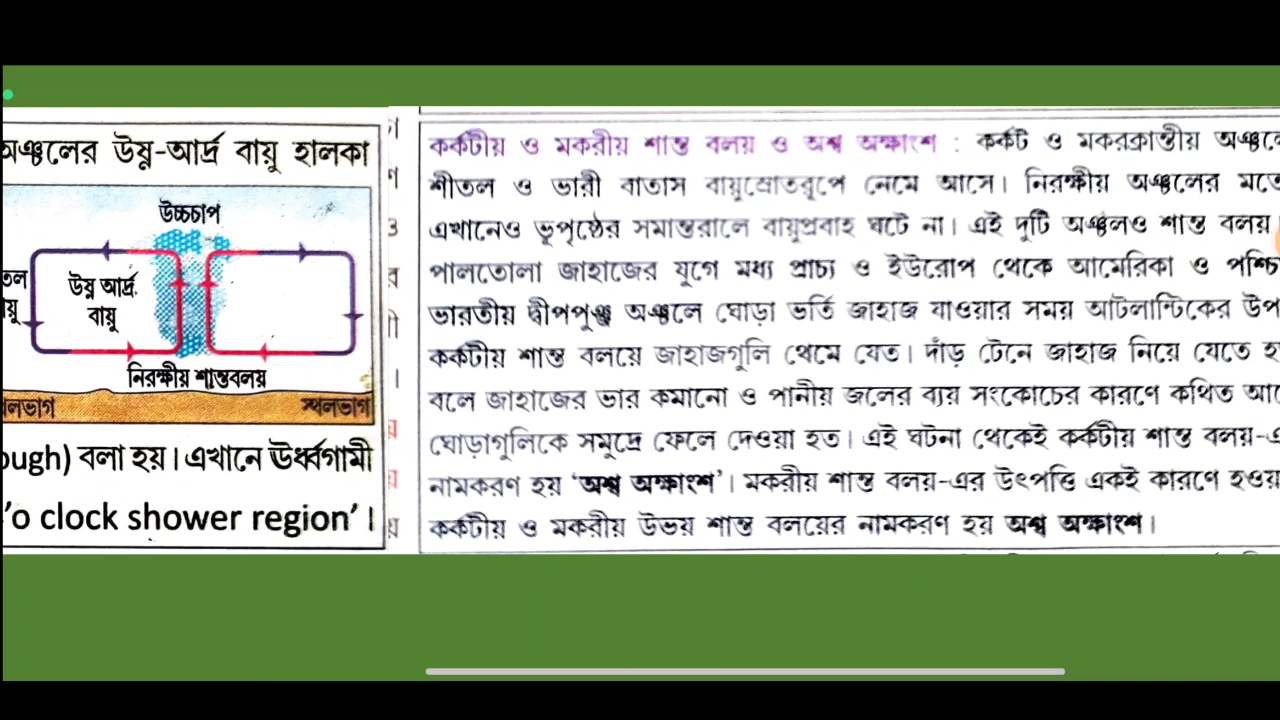 অঞ্চলের উষ্ণ-আর্দ্র বায়ু হালকা
উচ্চচাপ
উষ্ণ আর্দ্র
বায়ু
নিরক্ষীয় শান্তবলয়
স্থলভাগ
বলা হয়। এখানে ঊর্ধ্বগামী
'o clock shower region'।
কর্কটীয় ও মকরীয় শান্ত বলয় ও অশ্ব অক্ষাংশ : কর্কট ও মকরক্রান্তীয়
শীতল ও ভারী বাতাস বায়ুস্রোতরূপে নেমে আসে। নিরক্ষীয় অঞ্চলের মতো
এখানেও ভূপৃষ্ঠের সমান্তরালে বায়ুপ্রবাহ ঘটে না। এই দুটি অঞ্চলও শান্ত বলয়
পালতোলা জাহাজের যুগে মধ্য প্রাচ্য ও ইউরোপ থেকে আমেরিকা ও
ভারতীয় দ্বীপপুঞ্জ অঞ্চলে ঘোড়া ভর্তি জাহাজ যাওয়ার সময় আটলান্টিকের
কর্কটীয় শান্ত বলয়ে জাহাজগুলি থেমে যেত। দাঁড় টেনে জাহাজ নিয়ে যেতে
বলে জাহাজের ভার কমানো ও পানীয় জলের ব্যয় সংকোচের কারণে কথিত
ঘোড়াগুলিকে সমুদ্রে ফেলে দেওয়া হত। এই ঘটনা থেকেই কর্কটীয় শান্ত বলয়-এ
নামকরণ হয় 'অশ্ব অক্ষাংশ'। মকরীয় শান্ত বলয়-এর উৎপত্তি একই কারণে হওয়
কর্কটীয় ও মকরীয় উভয় শান্ত বলয়ের নামকরণ হয় অশ্ব অক্ষাংশ।